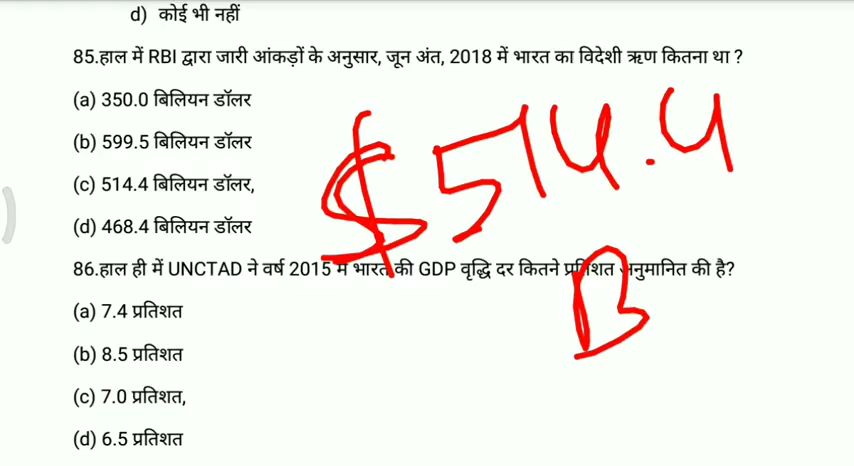 d) कोई भी नहीं
85.हाल में RBI द्वारा जारी आंकड़ों के अनुसार, जून अंत, 2018 में भारत का विदेशी ऋण कितना था ?
(a) 350.0 बिलियन डॉलर
(b) 599.5 बिलियन डॉलर
(c) 514.4 बिलियन डॉलर,
(d) 468.4 बिलियन डॉलर
$514.4
B
86.हाल ही में UNCTAD ने वर्ष 2015 में भारत की GDP वृद्धि दर कितने प्रतिशत अनुमानित की है?
(a) 7.4 प्रतिशत
(b) 8.5 प्रतिशत
(c) 7.0 प्रतिशत,
(d) 6.5 प्रतिशत